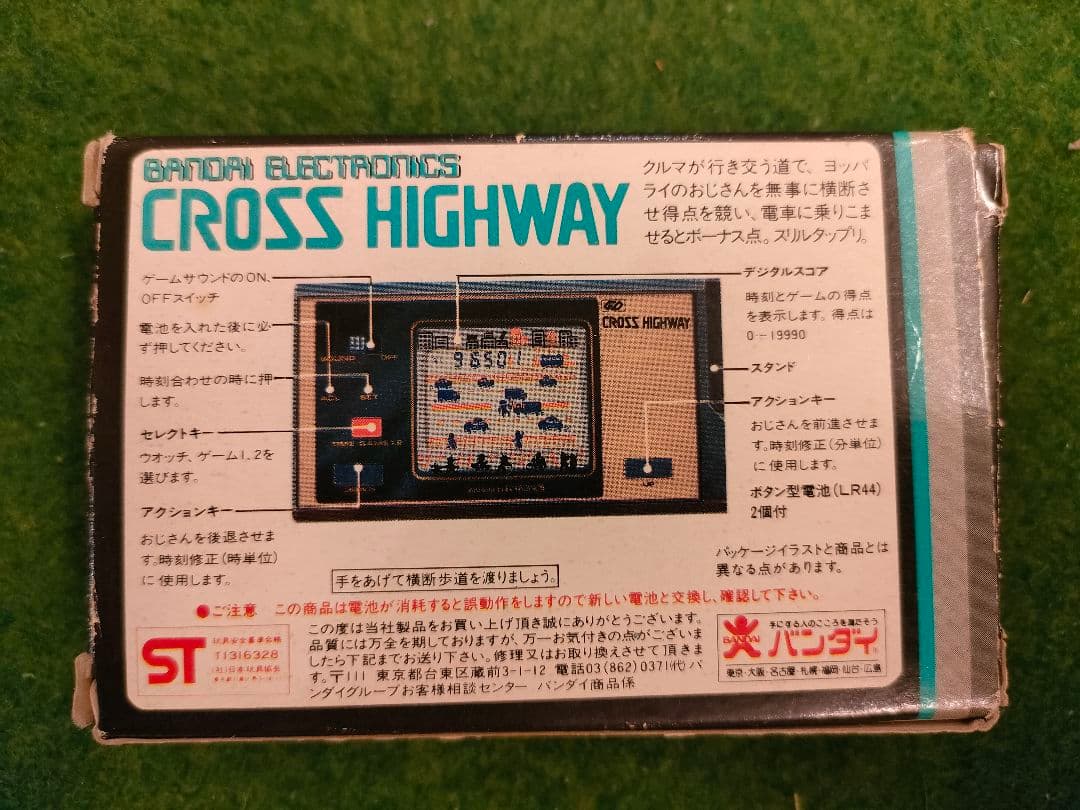 BANDAI ELECTRONICS
CROSS HIGHWAY
クルマが行き交う道で、ヨッパ
ライのおじさんを無事に横断さ
せ得点を競い、電車に乗りこま
せるとボーナス点。スリルタップリ。
ゲームサウンドのON、
OFFスイッチ
電池を入れた後に必
ず押してください。
時刻合わせの時に押
します。
セレクトキー
ウオッチ、ゲーム1、2を
選びます。
アクションキー
おじさんを後退させま
す。時刻修正(時単位)
に使用します。
SOUND OFF
ACL SET
CROSS HIGHWAY
UP
デジタルスコア
時刻とゲームの得点
を表示します。得点は
0〜19990
スタンド
アクションキー
おじさんを前進させま
す。時刻修正(分単位)
に使用します。
ボタン型電池(LR44)
2個付
パッケージイラストと商品とは
異なる点があります。
手をあげて横断歩道を渡りましょう。
●ご注意 この商品は電池が消耗すると誤動作をしますので新しい電池と交換し、確認して下さい。
ST
玩具安全基準合格
T1316328
(社)日本玩具協会
この度は当社製品をお買い上げ頂き誠にありがとうございます。
品質には万全を期しておりますが、万一お気付きの点がございま
したら下記までお送り下さい。修理又はお取り換えさせて頂きま
す。〒111 東京都台東区蔵前3-1-12 電話03(862)0371(代)バ
ンダイグループお客様相談センター バンダイ商品係
手にする人のこころを満たそう
BANDAI バンダイ
東京・大阪・名古屋・札幌・福岡・仙台・広島